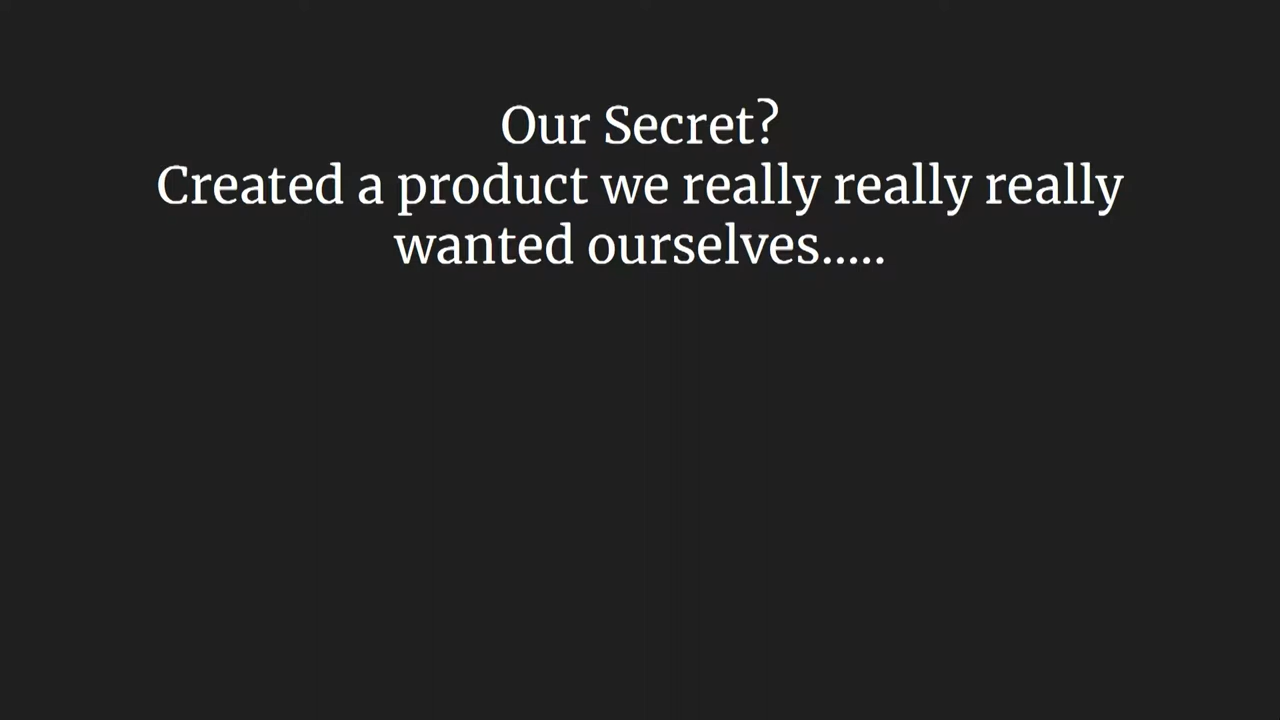 Our Secret?
Created a product we really really really
wanted ourselves.....